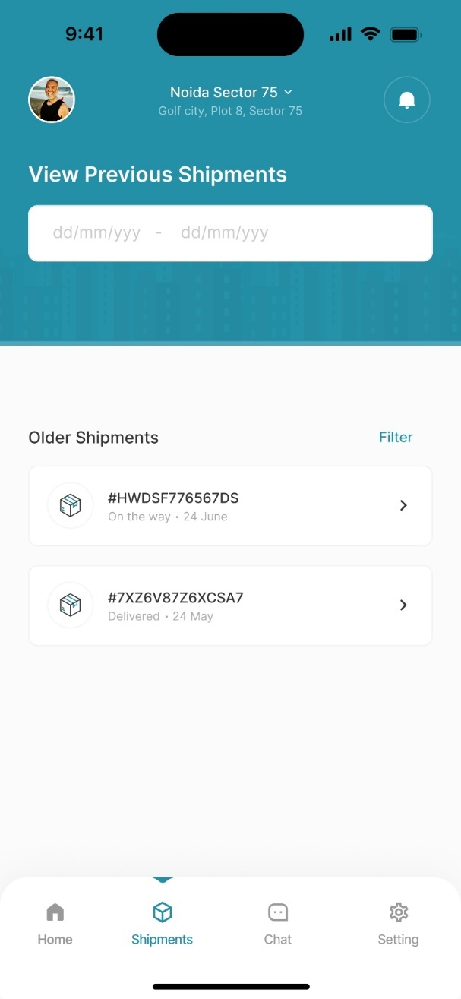 9:41
Noida Sector 75
Golf city, Plot 8, Sector 75
View Previous Shipments
dd/mm/yyy - dd/mm/yyy
Older Shipments
Filter
#HWDSF776567DS
On the way • 24 June
#7XZ6V87Z6XCSA7
Delivered • 24 May
Home
Shipments
Chat
Setting